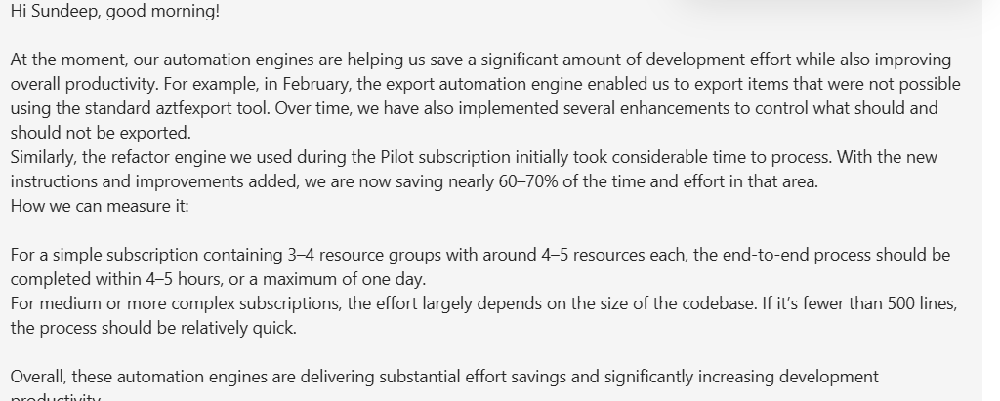 Hi Sundeep, good morning!
At the moment, our automation engines are helping us save a significant amount of development effort while also improving
overall productivity. For example, in February, the export automation engine enabled us to export items that were not possible
using the standard aztfexport tool. Over time, we have also implemented several enhancements to control what should and
should not be exported.
Similarly, the refactor engine we used during the Pilot subscription initially took considerable time to process. With the new
instructions and improvements added, we are now saving nearly 60–70% of the time and effort in that area.
How we can measure it:
For a simple subscription containing 3–4 resource groups with around 4–5 resources each, the end-to-end process should be
completed within 4–5 hours, or a maximum of one day.
For medium or more complex subscriptions, the effort largely depends on the size of the codebase. If it’s fewer than 500 lines,
the process should be relatively quick.
Overall, these automation engines are delivering substantial effort savings and significantly increasing development
productivity.